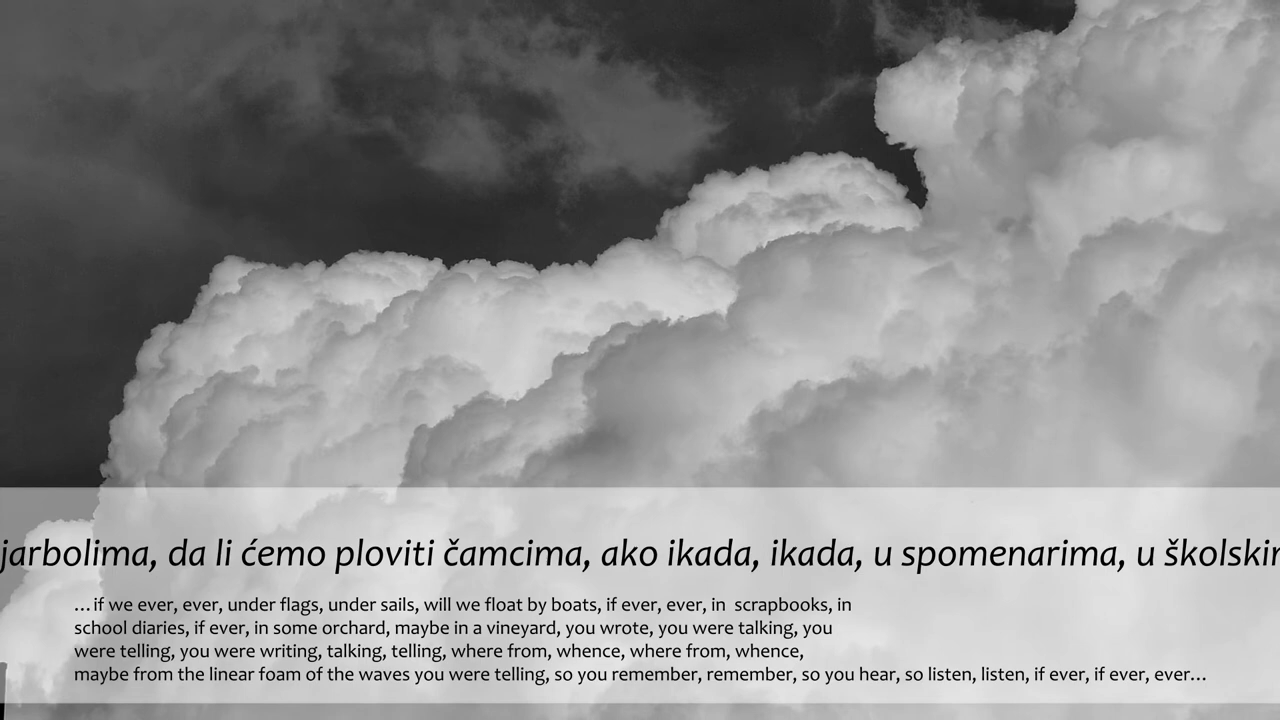 jarbolima, da li ćemo ploviti čamcima, ako ikada, ikada, u spomenarima, u
...if we ever, ever, under flags, under sails, will we float by boats, if ever, ever, in scrapbooks, in
school diaries, if ever, in some orchard, maybe in a vineyard, you wrote, you were talking, you
were telling, you were writing, talking, telling, where from, whence, where from, whence,
maybe from the linear foam of the waves you were telling, so you remember, remember, so you hear, so listen, listen, if ever, if ever, ever...